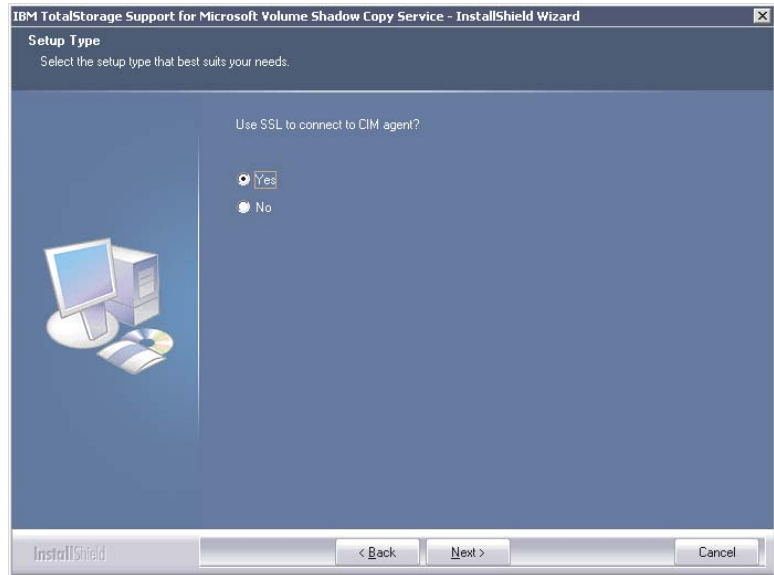 IBM TotalStorage Support for Microsoft Volume Shadow Copy Service - InstallShield Wizard
Setup Type
Select the setup type that best suits your needs.
Use SSL to connect to CIM agent?
Yes
No
InstallShield
< Back
Next >
Cancel